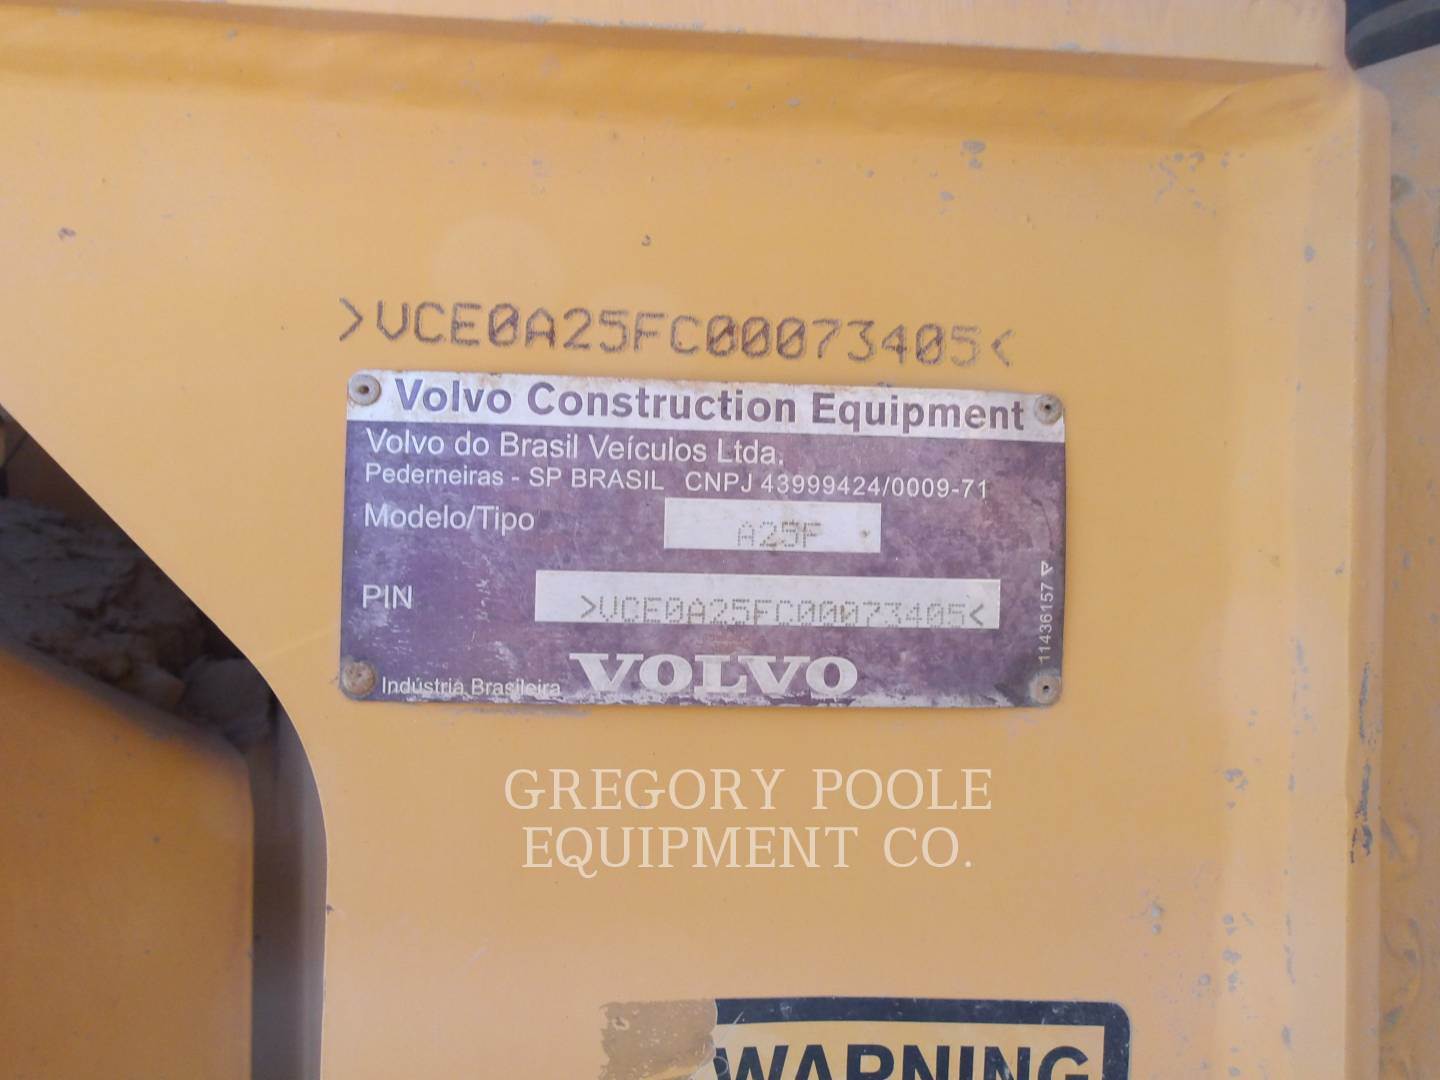 >VCE0A25FC00073405<
Volvo Construction Equipment
Volvo do Brasil Veículos Ltda.
Pederneiras - SP BRASIL CNPJ 43999424/0009-71
Modelo/Tipo A25F
PIN >VCE0A25FC00073405<
11436157
Indústria Brasileira VOLVO
GREGORY POOLE
EQUIPMENT CO.
WARNING